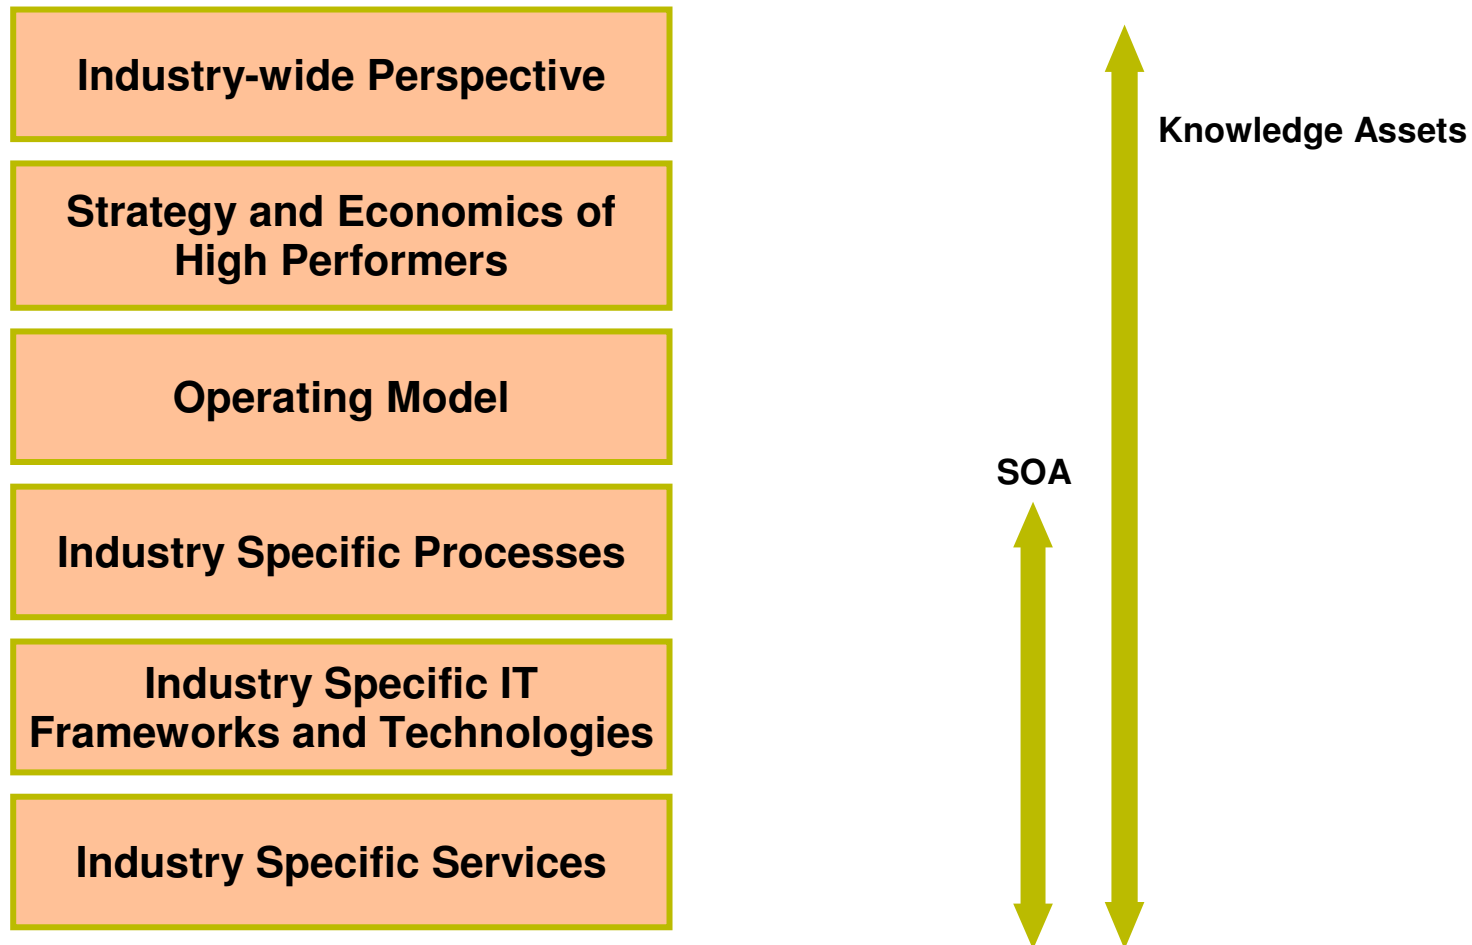 Industry-wide Perspective
Knowledge Assets
Strategy and Economics of
High Performers
Operating Model
SOA
Industry Specific Processes
Industry Specific IT
Frameworks and Technologies
Industry Specific Services